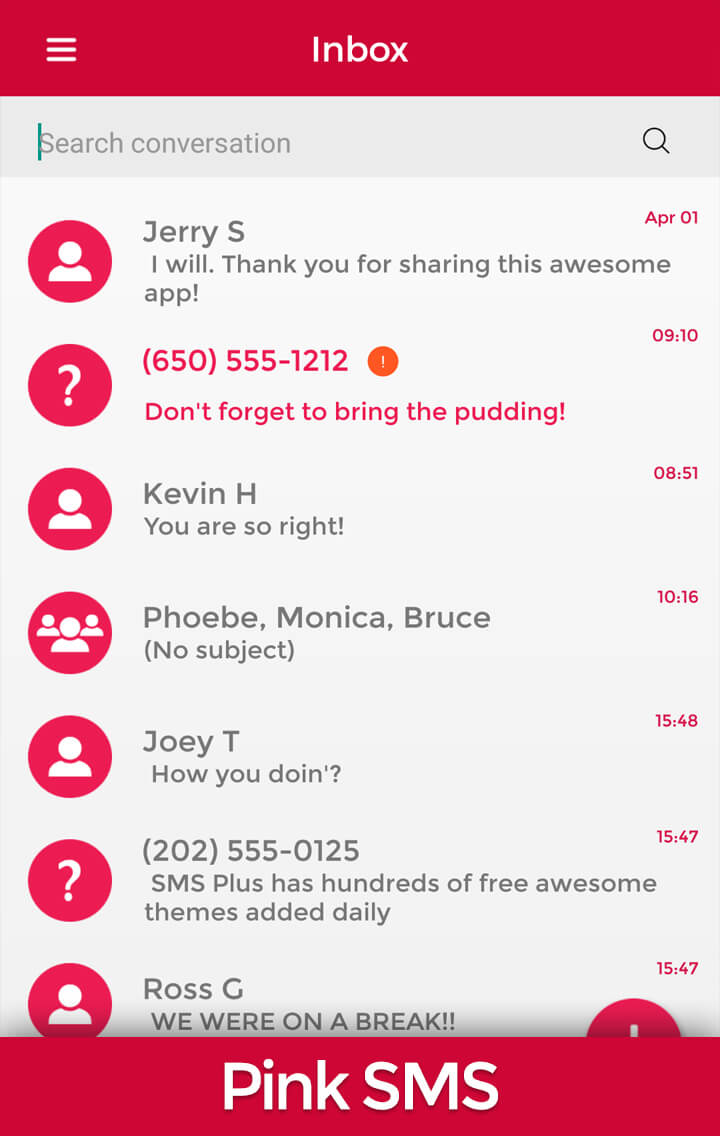 Inbox
Search conversation
Apr 01
Jerry S
I will. Thank you for sharing this awesome
app!
09:10
(650) 555-1212 !
Don't forget to bring the pudding!
08:51
Kevin H
You are so right!
10:16
Phoebe, Monica, Bruce
(No subject)
15:48
Joey T
How you doin'?
15:47
(202) 555-0125
SMS Plus has hundreds of free awesome
themes added daily
15:47
Ross G
WE WERE ON A BREAK!!
Pink SMS